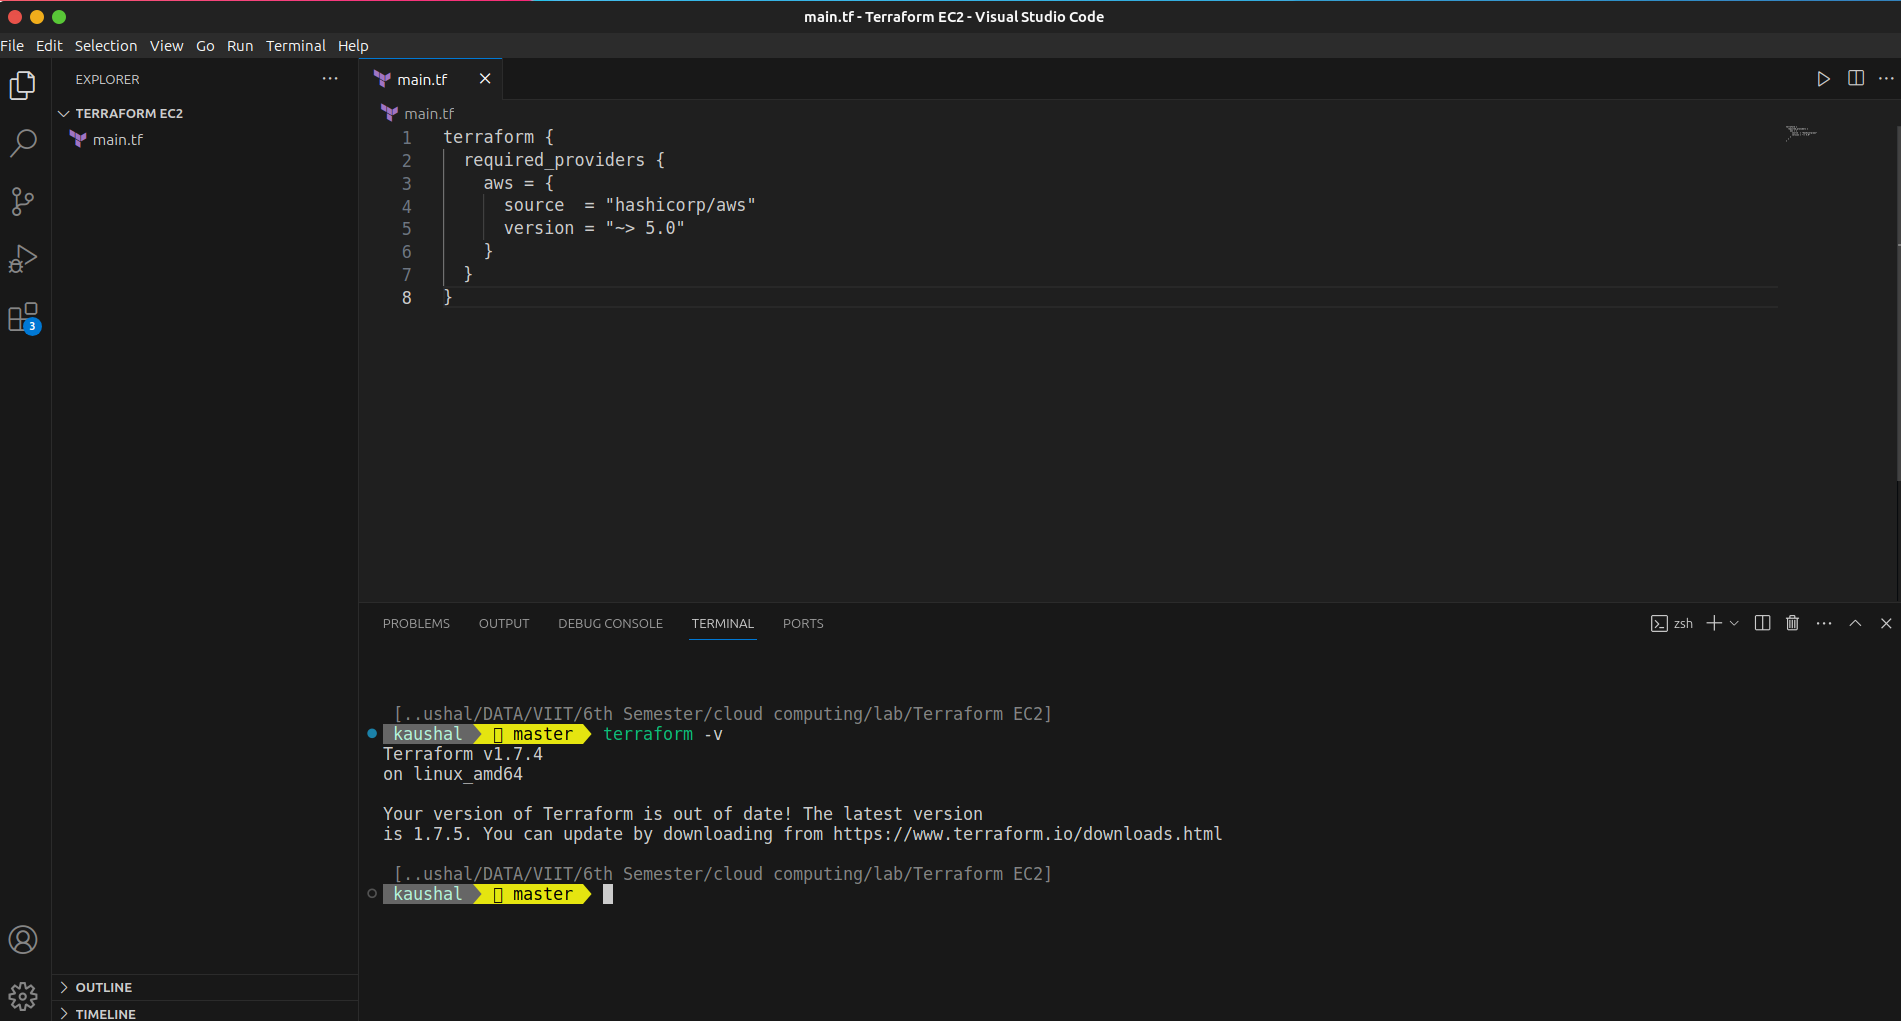 main.tf - Terraform EC2 - Visual Studio Code
File Edit Selection View Go Run Terminal Help
EXPLORER
TERRAFORM EC2
main.tf
3
main.tf
main.tf
1 terraform {
2 required_providers {
3 aws = {
4 source  = "hashicorp/aws"
5 version = "~> 5.0"
6 }
7 }
8 }
PROBLEMS OUTPUT DEBUG CONSOLE TERMINAL PORTS
zsh
[..ushal/DATA/VIIT/6th Semester/cloud computing/lab/Terraform EC2]
kaushal master terraform -v
Terraform v1.7.4
on linux_amd64
Your version of Terraform is out of date! The latest version
is 1.7.5. You can update by downloading from https://www.terraform.io/downloads.html
[..ushal/DATA/VIIT/6th Semester/cloud computing/lab/Terraform EC2]
kaushal master
OUTLINE
TIMELINE